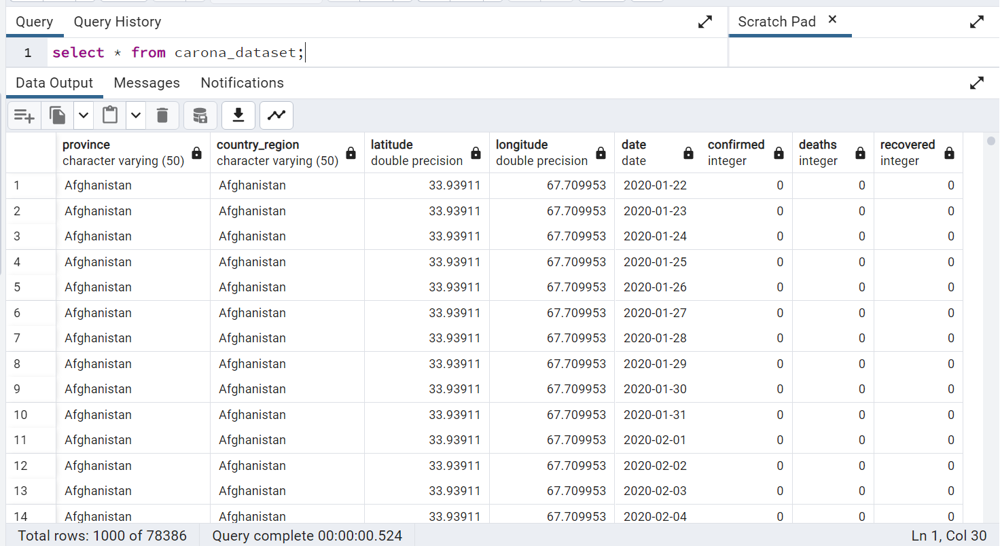 Query Query History Scratch Pad ×
1 select * from carona_dataset;
Data Output Messages Notifications
province country_region latitude longitude date confirmed deaths recovered
character varying (50) character varying (50) double precision double precision date integer integer integer
1 Afghanistan Afghanistan 33.93911 67.709953 2020-01-22 0 0 0
2 Afghanistan Afghanistan 33.93911 67.709953 2020-01-23 0 0 0
3 Afghanistan Afghanistan 33.93911 67.709953 2020-01-24 0 0 0
4 Afghanistan Afghanistan 33.93911 67.709953 2020-01-25 0 0 0
5 Afghanistan Afghanistan 33.93911 67.709953 2020-01-26 0 0 0
6 Afghanistan Afghanistan 33.93911 67.709953 2020-01-27 0 0 0
7 Afghanistan Afghanistan 33.93911 67.709953 2020-01-28 0 0 0
8 Afghanistan Afghanistan 33.93911 67.709953 2020-01-29 0 0 0
9 Afghanistan Afghanistan 33.93911 67.709953 2020-01-30 0 0 0
10 Afghanistan Afghanistan 33.93911 67.709953 2020-01-31 0 0 0
11 Afghanistan Afghanistan 33.93911 67.709953 2020-02-01 0 0 0
12 Afghanistan Afghanistan 33.93911 67.709953 2020-02-02 0 0 0
13 Afghanistan Afghanistan 33.93911 67.709953 2020-02-03 0 0 0
14 Afghanistan Afghanistan 33.93911 67.709953 2020-02-04 0 0 0
Total rows: 1000 of 78386 Query complete 00:00:00.524 Ln 1, Col 30